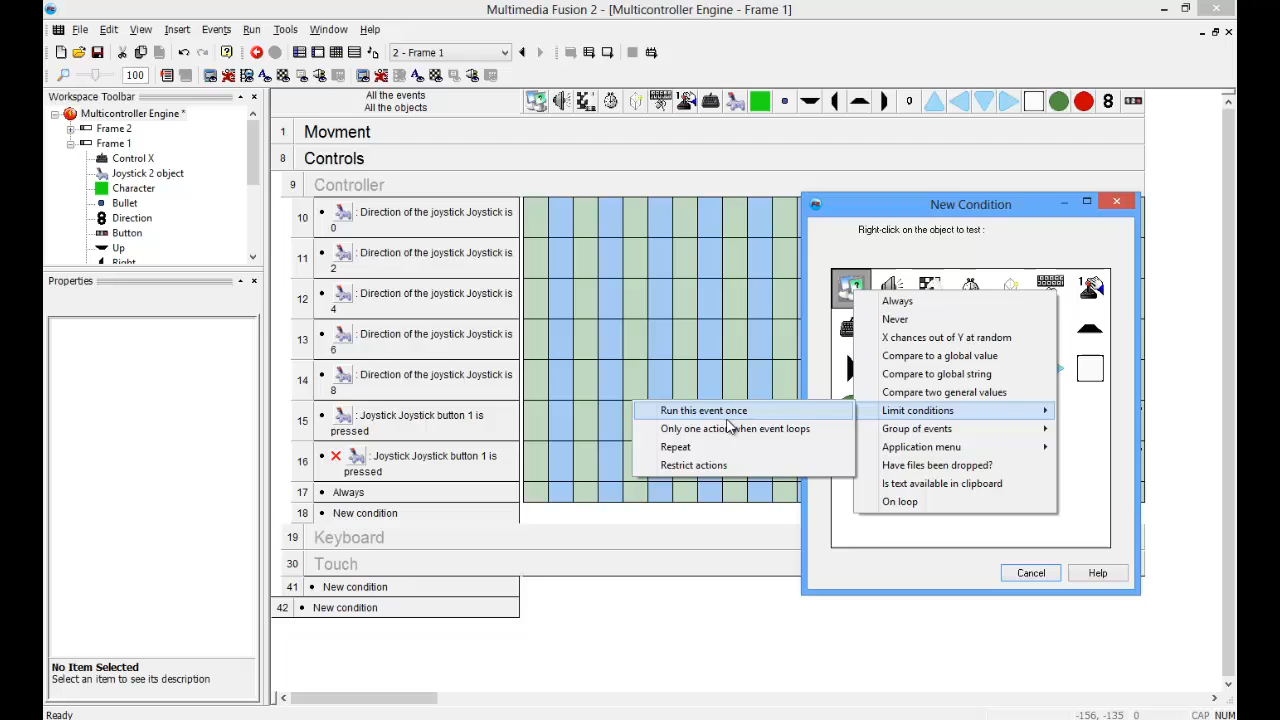 Multimedia Fusion 2 - [Multicontroller Engine - Frame 1]
File Edit View Insert Events Run Tools Window Help
2 - Frame 1
100
Workspace Toolbar
Multicontroller Engine *
Frame 2
Frame 1
Control X
Joystick 2 object
Character
Bullet
Direction
Button
Up
Right
Properties
No Item Selected
Select an item to see its description
All the events
All the objects
0
8
1 Movment
8 Controls
9 Controller
10 : Direction of the joystick Joystick is
0
11 : Direction of the joystick Joystick is
2
12 : Direction of the joystick Joystick is
4
13 : Direction of the joystick Joystick is
6
14 : Direction of the joystick Joystick is
8
15 : Joystick Joystick button 1 is
pressed
16 : Joystick Joystick button 1 is
pressed
17 • Always
18 • New condition
19 Keyboard
30 Touch
41 • New condition
42 • New condition
New Condition
Right-click on the object to test :
Always
Never
X chances out of Y at random
Compare to a global value
Compare to global string
Compare two general values
Limit conditions
Group of events
Application menu
Have files been dropped?
Is text available in clipboard
On loop
Run this event once
Only one action when event loops
Repeat
Restrict actions
Cancel
Help
Ready
-156, -135 0 CAP NUM